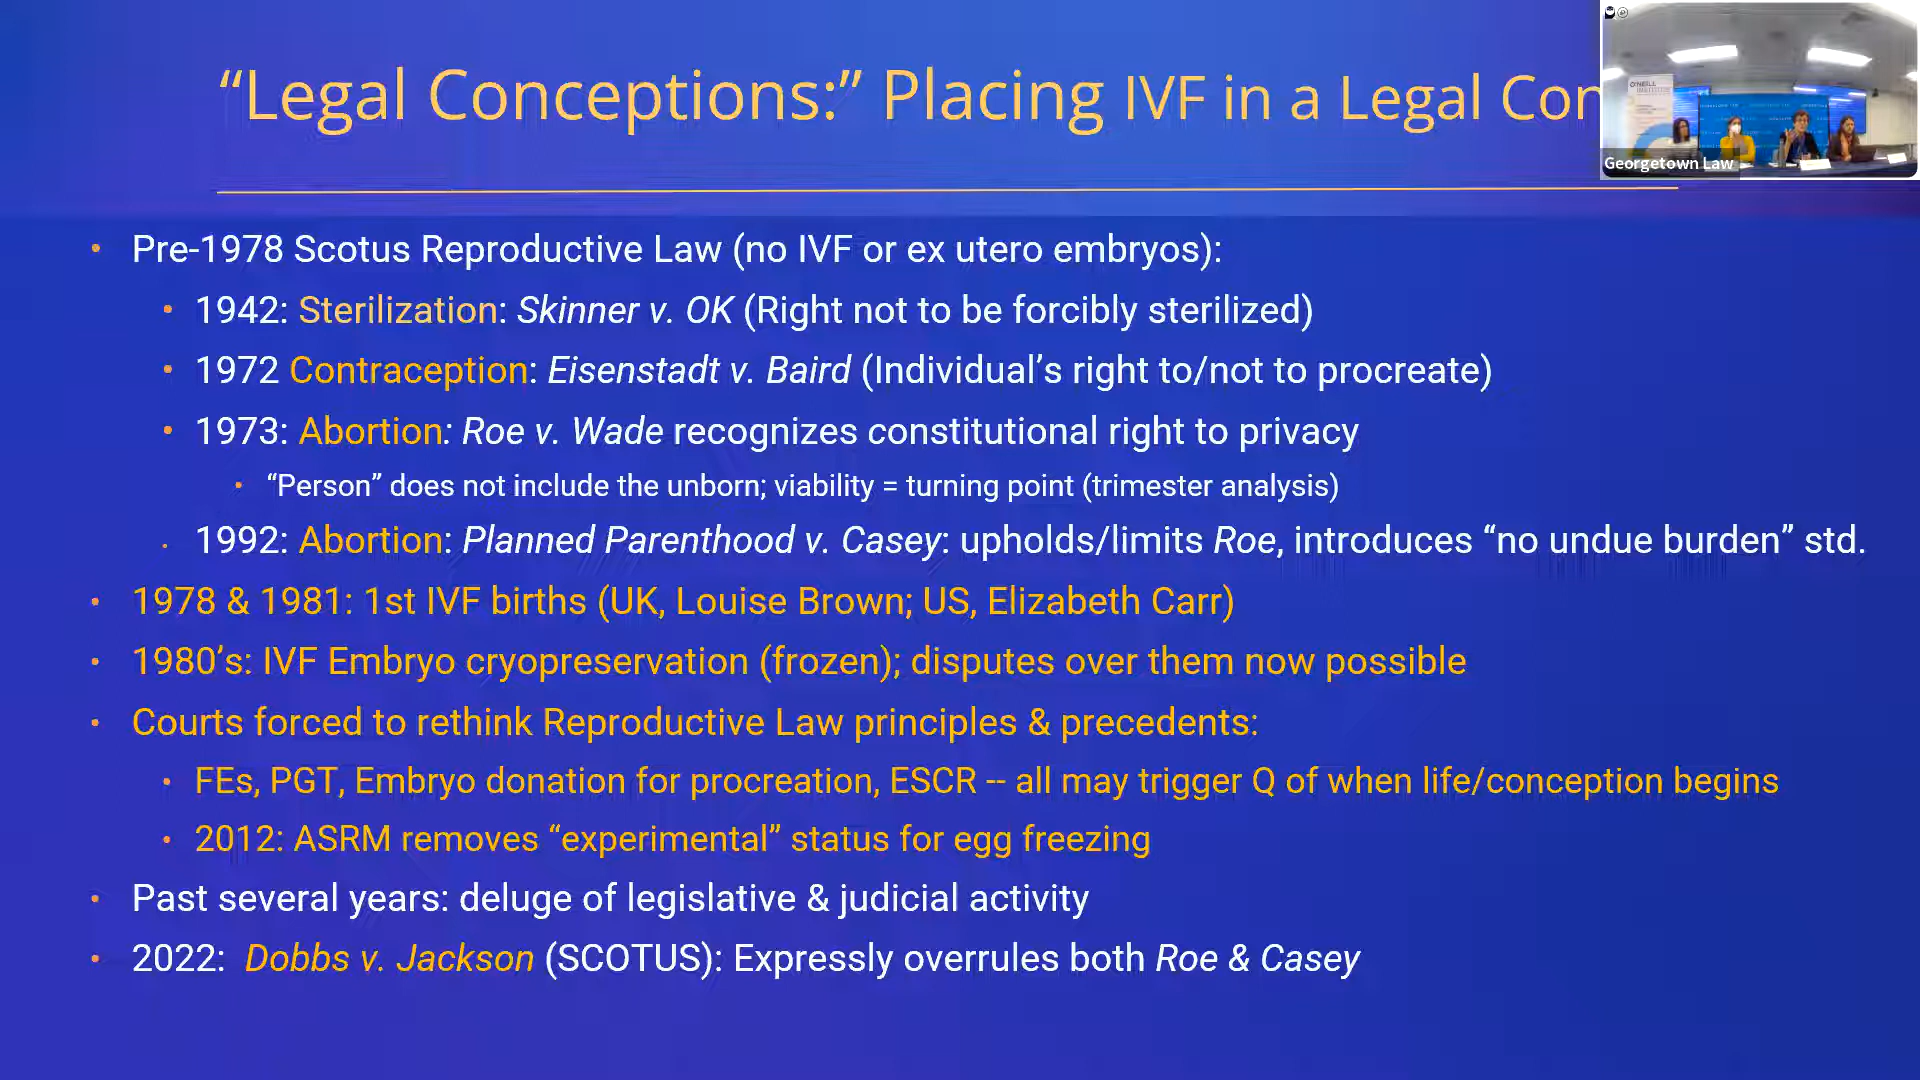 “Legal Conceptions:” Placing IVF in a Legal Con
O'NEILL
INSTITUTE
Georgetown Law
• Pre-1978 Scotus Reproductive Law (no IVF or ex utero embryos):
• 1942: Sterilization: Skinner v. OK (Right not to be forcibly sterilized)
• 1972 Contraception: Eisenstadt v. Baird (Individual’s right to/not to procreate)
• 1973: Abortion: Roe v. Wade recognizes constitutional right to privacy
• “Person” does not include the unborn; viability = turning point (trimester analysis)
• 1992: Abortion: Planned Parenthood v. Casey: upholds/limits Roe, introduces “no undue burden” std.
• 1978 & 1981: 1st IVF births (UK, Louise Brown; US, Elizabeth Carr)
• 1980’s: IVF Embryo cryopreservation (frozen); disputes over them now possible
• Courts forced to rethink Reproductive Law principles & precedents:
• FEs, PGT, Embryo donation for procreation, ESCR -- all may trigger Q of when life/conception begins
• 2012: ASRM removes “experimental” status for egg freezing
• Past several years: deluge of legislative & judicial activity
• 2022: Dobbs v. Jackson (SCOTUS): Expressly overrules both Roe & Casey